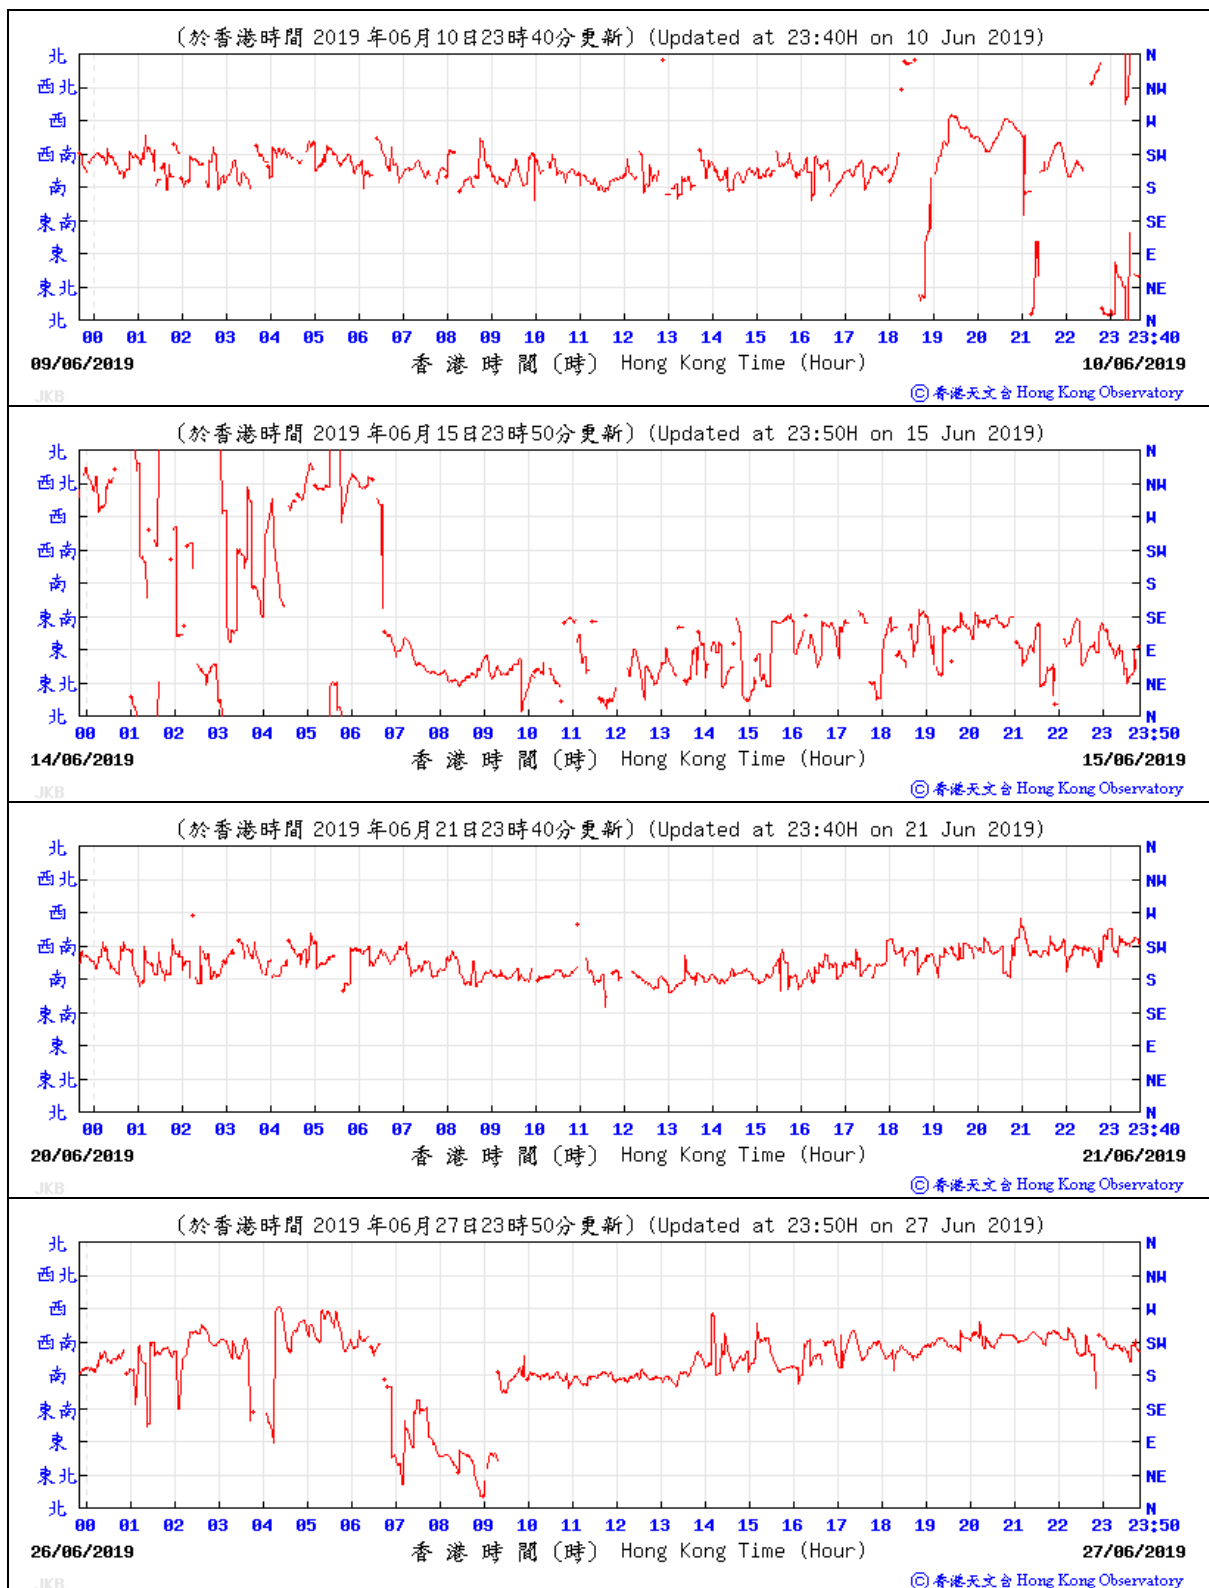 (於香港時間 2019 年06月10日23時40分更新) (Updated at 23:40H on 10 Jun 2019)
北 N
西北 NW
西 W
西南 SW
南 S
東南 SE
東 E
東北 NE
北 N
00 01 02 03 04 05 06 07 08 09 10 11 12 13 14 15 16 17 18 19 20 21 22 23 23:40
09/06/2019 香 港 時 間 (時) Hong Kong Time (Hour) 10/06/2019
JKB © 香港天文台 Hong Kong Observatory
(於香港時間 2019 年06月15日23時50分更新) (Updated at 23:50H on 15 Jun 2019)
北 N
西北 NW
西 W
西南 SW
南 S
東南 SE
東 E
東北 NE
北 N
00 01 02 03 04 05 06 07 08 09 10 11 12 13 14 15 16 17 18 19 20 21 22 23 23:50
14/06/2019 香 港 時 間 (時) Hong Kong Time (Hour) 15/06/2019
JKB © 香港天文台 Hong Kong Observatory
(於香港時間 2019 年06月21日23時40分更新) (Updated at 23:40H on 21 Jun 2019)
北 N
西北 NW
西 W
西南 SW
南 S
東南 SE
東 E
東北 NE
北 N
00 01 02 03 04 05 06 07 08 09 10 11 12 13 14 15 16 17 18 19 20 21 22 23 23:40
20/06/2019 香 港 時 間 (時) Hong Kong Time (Hour) 21/06/2019
JKB © 香港天文台 Hong Kong Observatory
(於香港時間 2019 年06月27日23時50分更新) (Updated at 23:50H on 27 Jun 2019)
北 N
西北 NW
西 W
西南 SW
南 S
東南 SE
東 E
東北 NE
北 N
00 01 02 03 04 05 06 07 08 09 10 11 12 13 14 15 16 17 18 19 20 21 22 23 23:50
26/06/2019 香 港 時 間 (時) Hong Kong Time (Hour) 27/06/2019
JKB © 香港天文台 Hong Kong Observatory